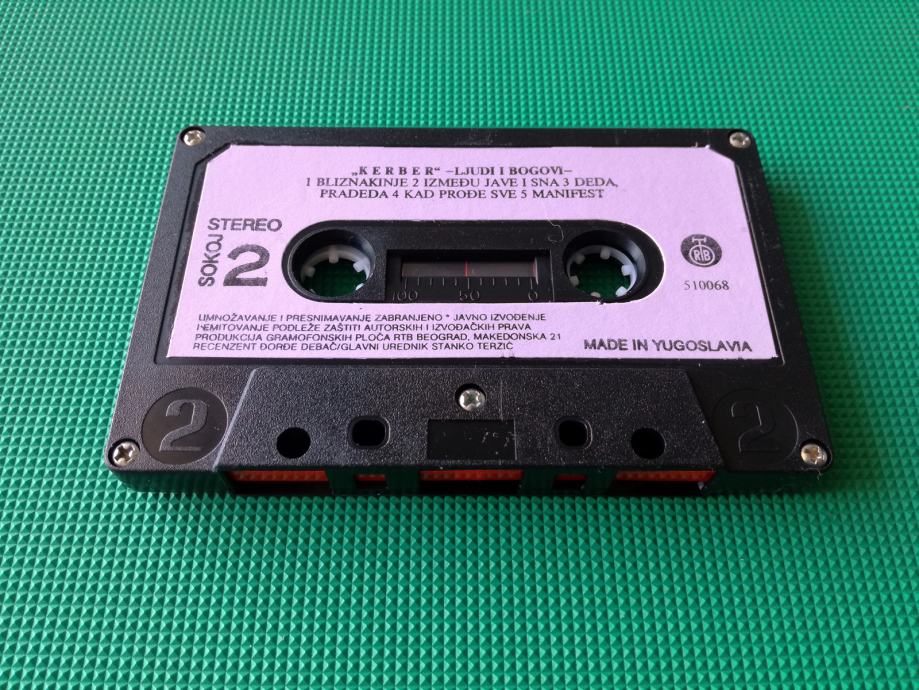 „KERBER“ –LJUDI I BOGOVI–
1 BLIZNAKINJE 2 IZMEĐU JAVE I SNA 3 DEDA,
PRADEDA 4 KAD PROĐE SVE 5 MANIFEST
STEREO
SOKOJ
2
RTB
510068
100 50 0
UMNOŽAVANJE I PRESNIMAVANJE ZABRANJENO * JAVNO IZVOĐENJE
I EMITOVANJE PODLEŽE ZAŠTITI AUTORSKIH I IZVOĐAČKIH PRAVA
PRODUKCIJA GRAMOFONSKIH PLOČA RTB BEOGRAD, MAKEDONSKA 21
RECENZENT ĐORĐE DEBAČ/GLAVNI UREDNIK STANKO TERZIĆ
MADE IN YUGOSLAVIA
2
2